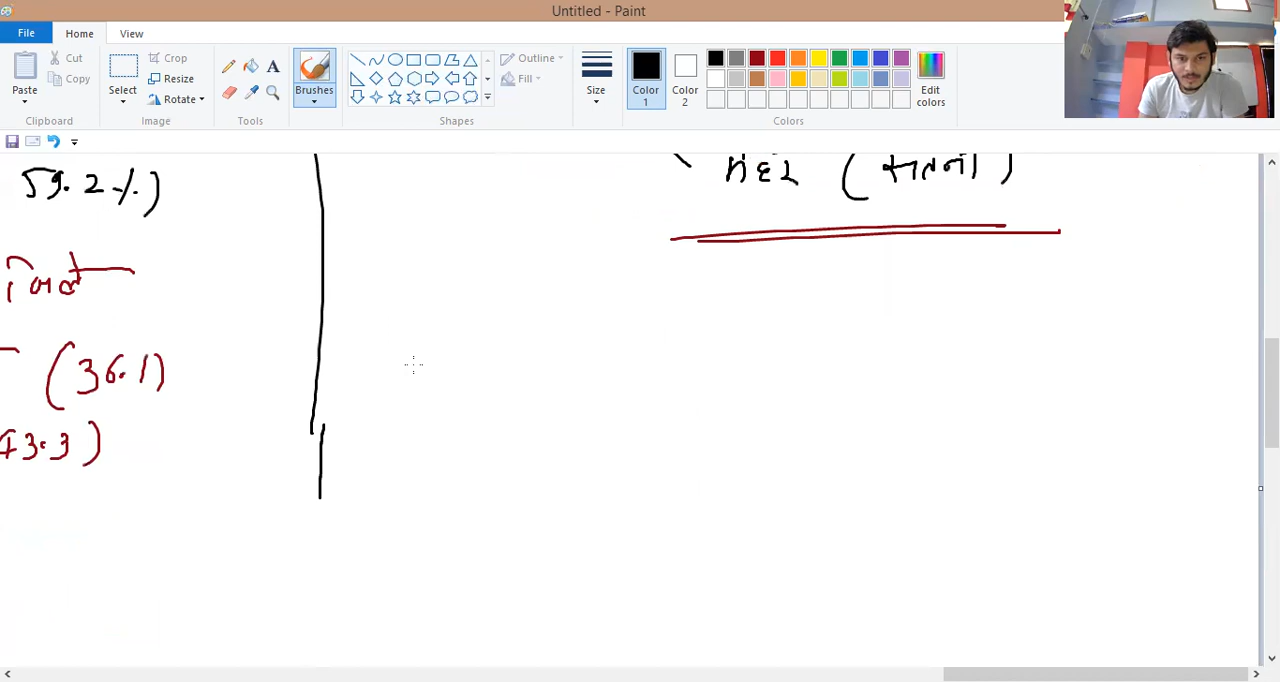 Untitled - Paint
File Home View
Paste
Cut
Copy
Clipboard
Select
Crop
Resize
Rotate
Image
Tools
Brushes
Shapes
Outline
Fill
Size
Color 1
Color 2
Edit colors
Colors
59.2%)
(36.1)
43.3)